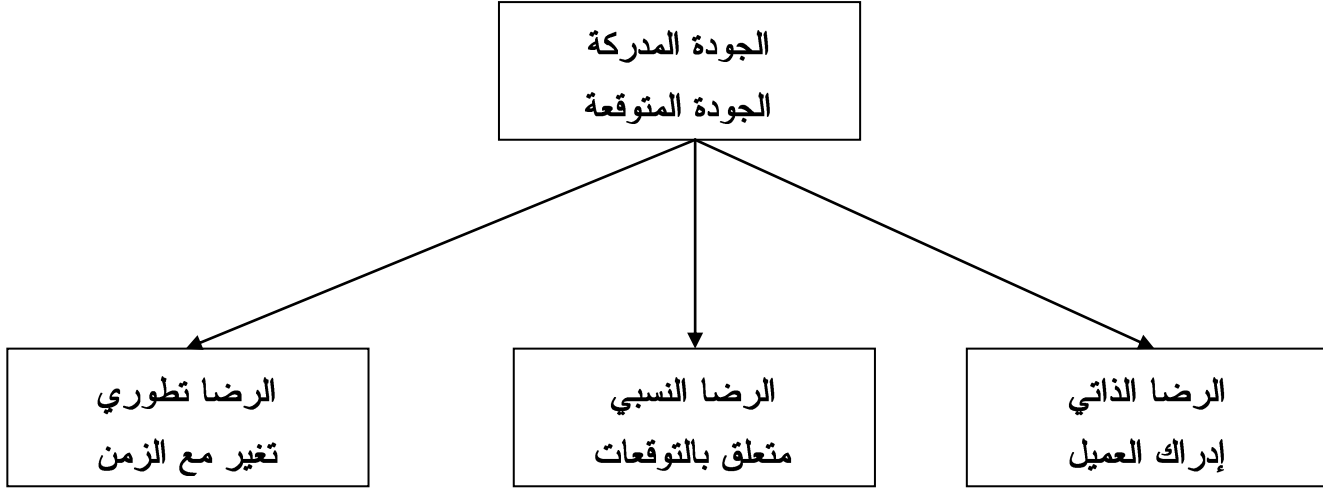 الجودة المدركة
الجودة المتوقعة
الرضا الذاتي
إدراك العميل
الرضا النسبي
متعلق بالتوقعات
الرضا تطوري
تغير مع الزمن